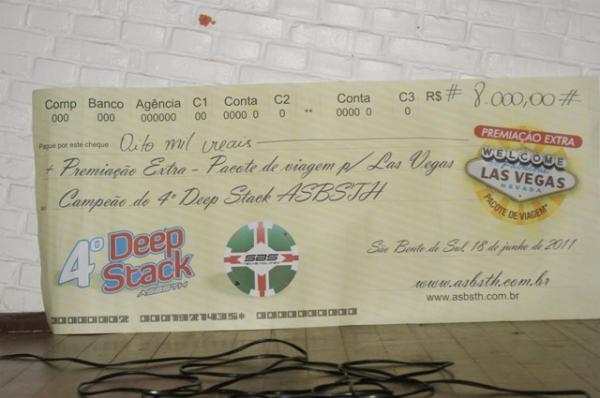 Comp Banco Agência C1 Conta C2 Conta C3 R$ # 8.000,00 #
000 00 000000 00 0000 0 0 ** 0000 0 0
Pague por este cheque Oito mil reais
+ Premiação Extra - Pacote de viagem p/ Las Vegas
= Campeão do 4º Deep Stack ASBSTH
PREMIAÇÃO EXTRA
WELCOME
LAS VEGAS
NEVADA
PACOTE DE VIAGEM*
4º Deep
Stack
ASBSTH
SBS
São Bento do Sul, 18 de junho de 2011
www.asbsth.com.br
www.asbsth.com.br